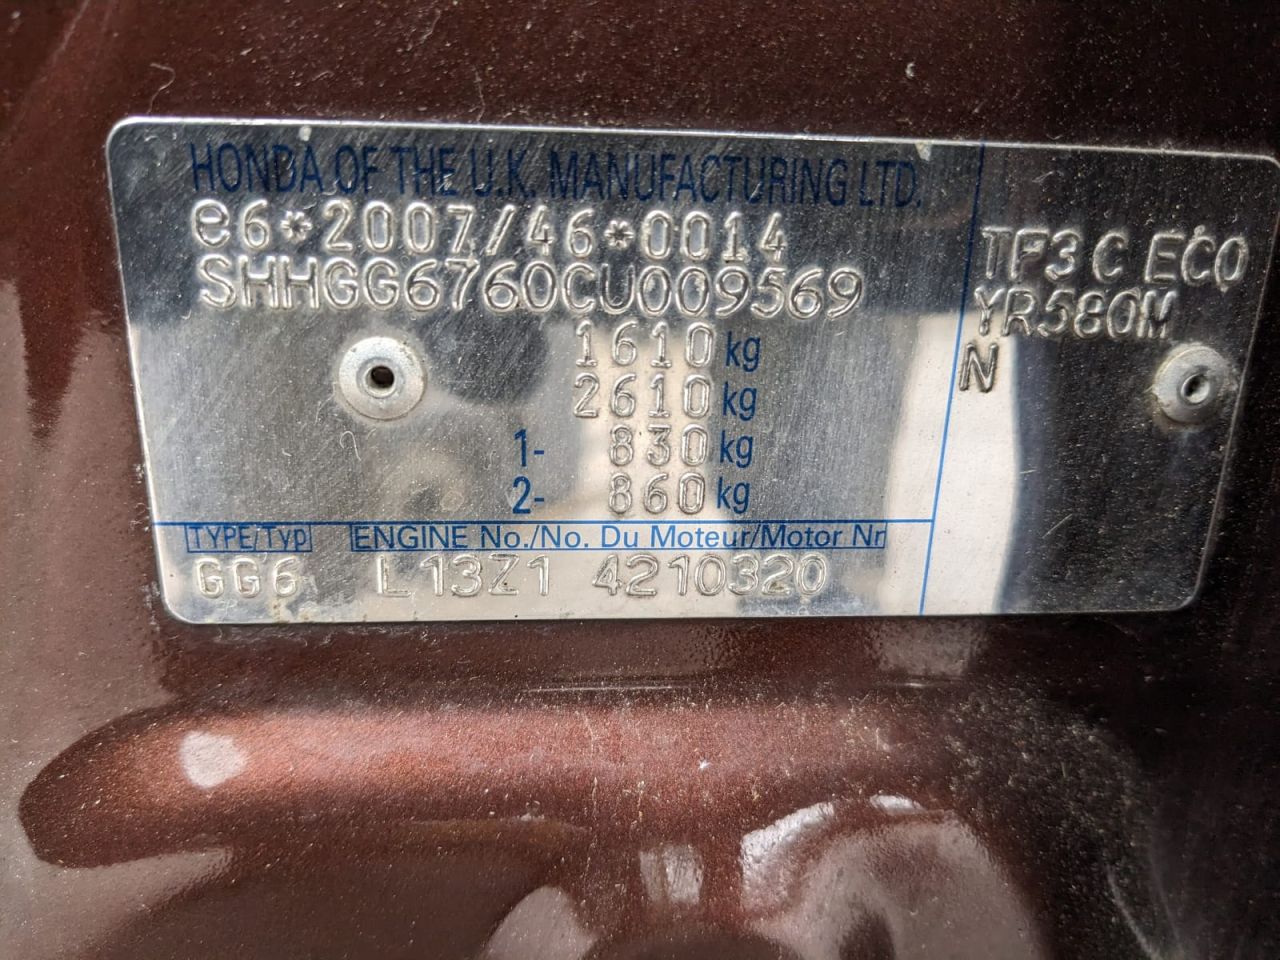 HONDA OF THE U.K. MANUFACTURING LTD.
e6*2007/46*0014
SHHGG6760CU009569
1610 kg
2610 kg
1- 830 kg
2- 860 kg
TF3 C ECO
YR580M
N
TYPE/Typ ENGINE No./No. Du Moteur/Motor Nr
GG6 L13Z1 4210320